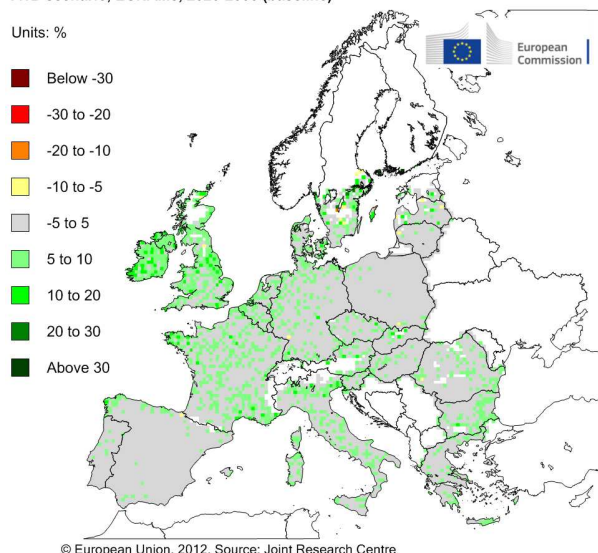 Units: %
European
Commission
Below -30
-30 to -20
-20 to -10
-10 to -5
-5 to 5
5 to 10
10 to 20
20 to 30
Above 30
© European Union, 2012. Source: Joint Research Centre